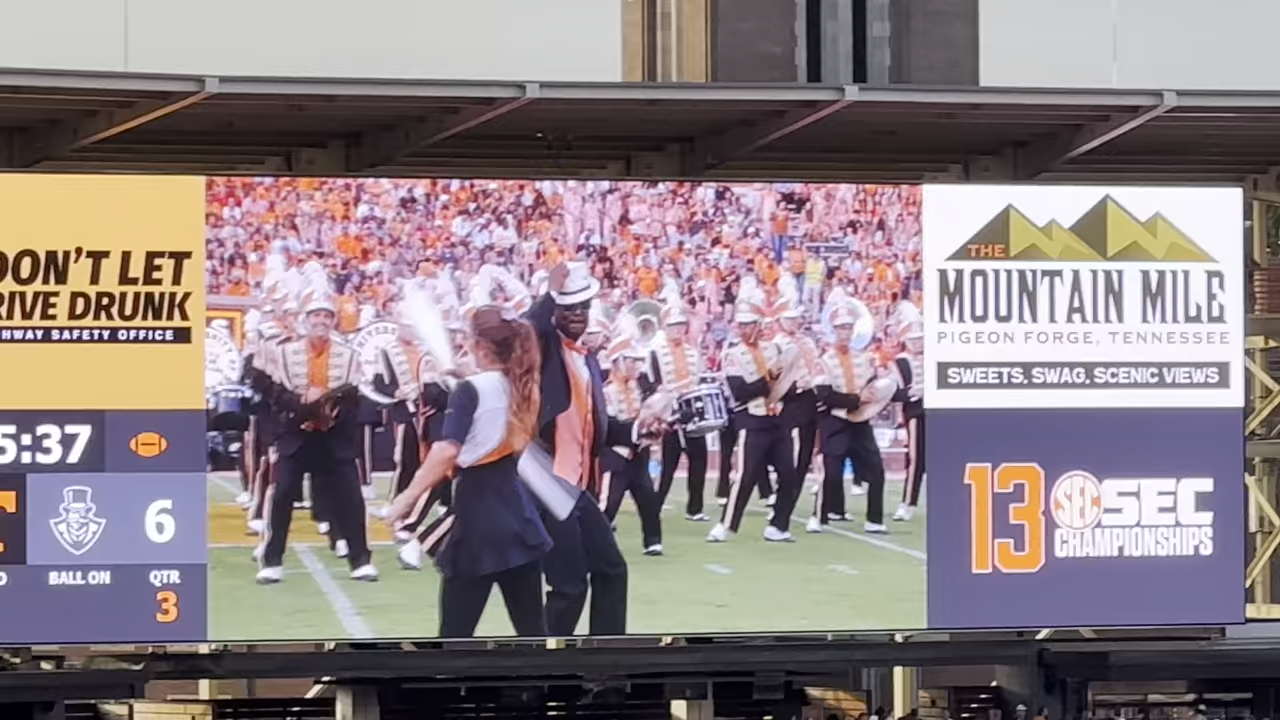 DON'T LET
RIVE DRUNK
HWAY SAFETY OFFICE
5:37
T
6
BALL ON
QTR
3
THE
MOUNTAIN MILE
PIGEON FORGE, TENNESSEE
SWEETS, SWAG, SCENIC VIEWS
13
SEC
SEC
CHAMPIONSHIPS